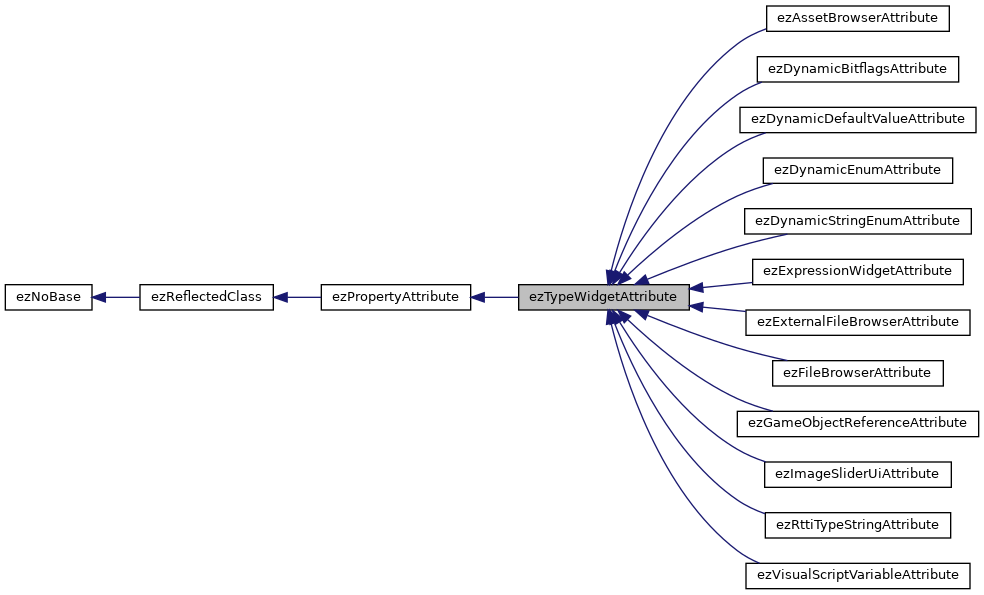 ezAssetBrowserAttribute
ezDynamicBitflagsAttribute
ezDynamicDefaultValueAttribute
ezDynamicEnumAttribute
ezDynamicStringEnumAttribute
ezExpressionWidgetAttribute
ezNoBase
ezReflectedClass
ezPropertyAttribute
ezTypeWidgetAttribute
ezExternalFileBrowserAttribute
ezFileBrowserAttribute
ezGameObjectReferenceAttribute
ezImageSliderUiAttribute
ezRttiTypeStringAttribute
ezVisualScriptVariableAttribute